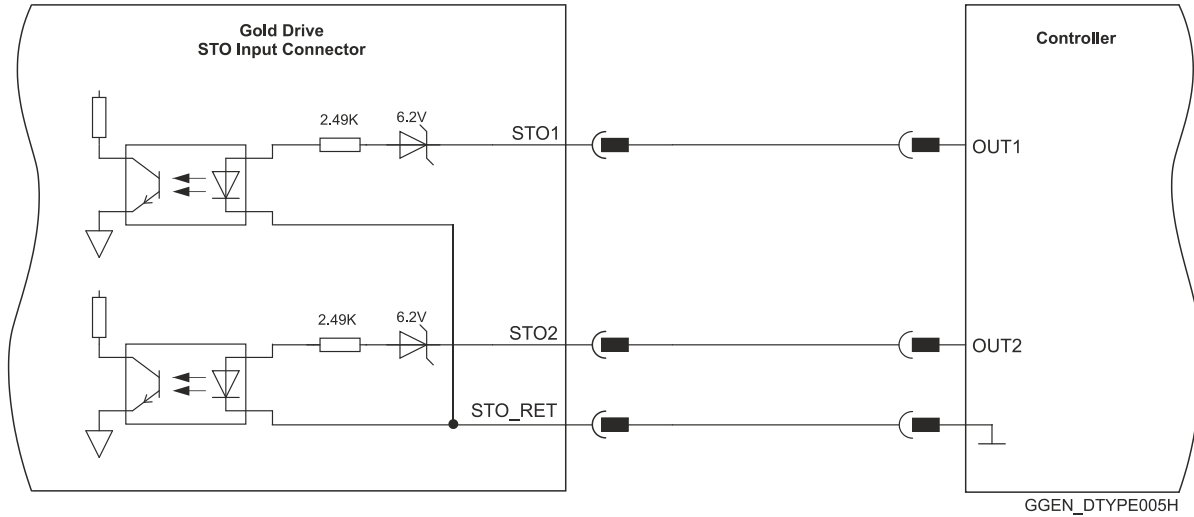 Gold Drive
STO Input Connector
Controller
2.49K
6.2V
STO1
OUT1
2.49K
6.2V
STO2
OUT2
STO_RET
GGEN_DTYPE005H